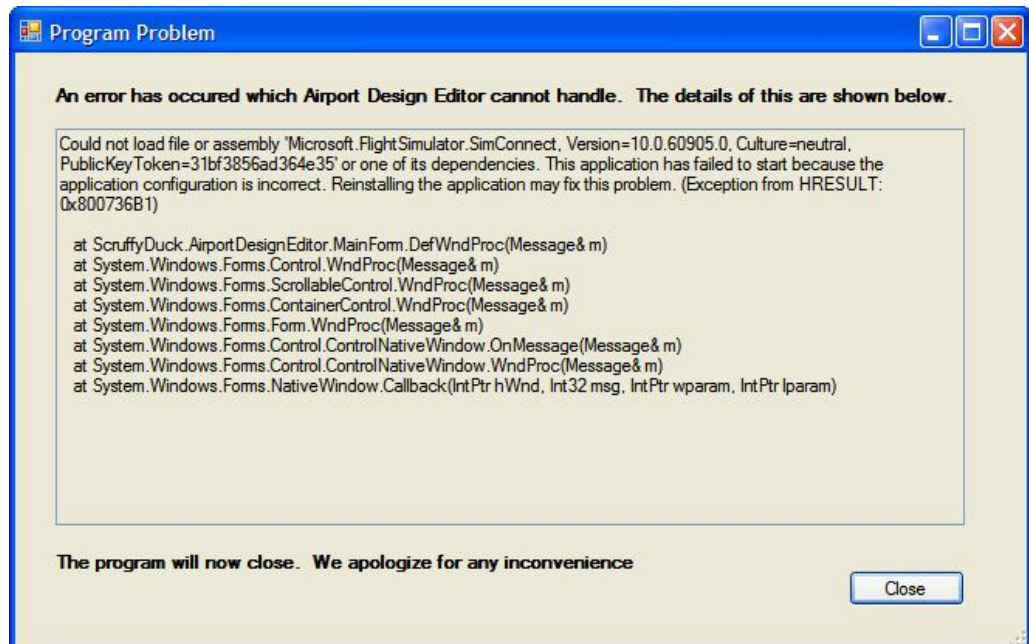 Program Problem
An error has occured which Airport Design Editor cannot handle.  The details of this are shown below.
Could not load file or assembly 'Microsoft.FlightSimulator.SimConnect, Version=10.0.60905.0, Culture=neutral,
PublicKeyToken=31bf3856ad364e35' or one of its dependencies. This application has failed to start because the
application configuration is incorrect. Reinstalling the application may fix this problem. (Exception from HRESULT:
0x800736B1)
at ScruffyDuck.AirportDesignEditor.MainForm.DefWndProc(Message& m)
at System.Windows.Forms.Control.WndProc(Message& m)
at System.Windows.Forms.ScrollableControl.WndProc(Message& m)
at System.Windows.Forms.ContainerControl.WndProc(Message& m)
at System.Windows.Forms.Form.WndProc(Message& m)
at System.Windows.Forms.Control.ControlNativeWindow.OnMessage(Message& m)
at System.Windows.Forms.Control.ControlNativeWindow.WndProc(Message& m)
at System.Windows.Forms.NativeWindow.Callback(IntPtr hWnd, Int32 msg, IntPtr wparam, IntPtr lparam)
The program will now close.  We apologize for any inconvenience
Close